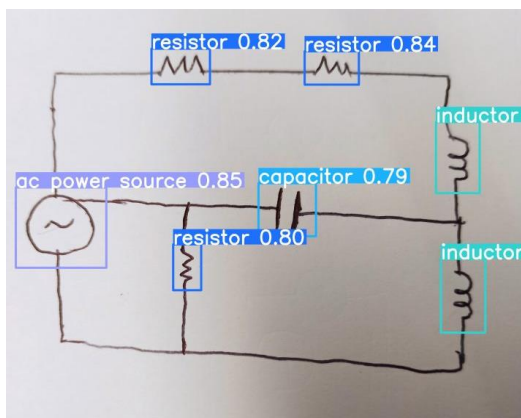 resistor 0.82
resistor 0.84
inductor
ac power source 0.85
capacitor 0.79
resistor 0.80
inductor